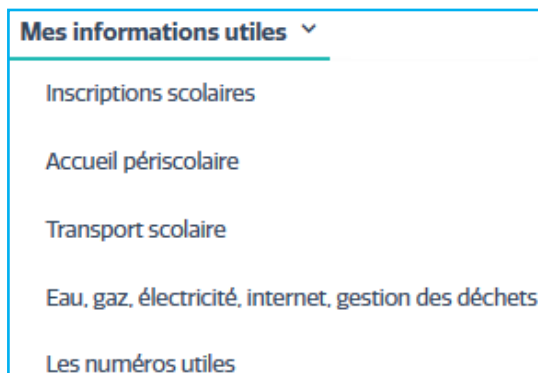 Mes informations utiles
Inscriptions scolaires
Accueil périscolaire
Transport scolaire
Eau, gaz, électricité, internet, gestion des déchets
Les numéros utiles